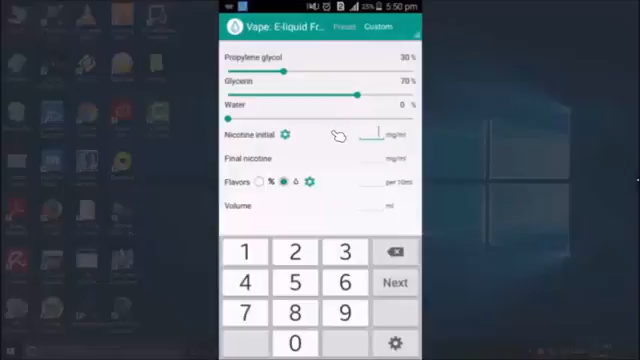 23% 5:50 pm
Vape: E-liquid Fr... Preset Custom
Propylene glycol 30 %
Glycerin 70 %
Water 0 %
Nicotine initial mg/ml
Final nicotine mg/ml
Flavors % per 10ml
Volume ml
1 2 3
4 5 6 Next
7 8 9
0